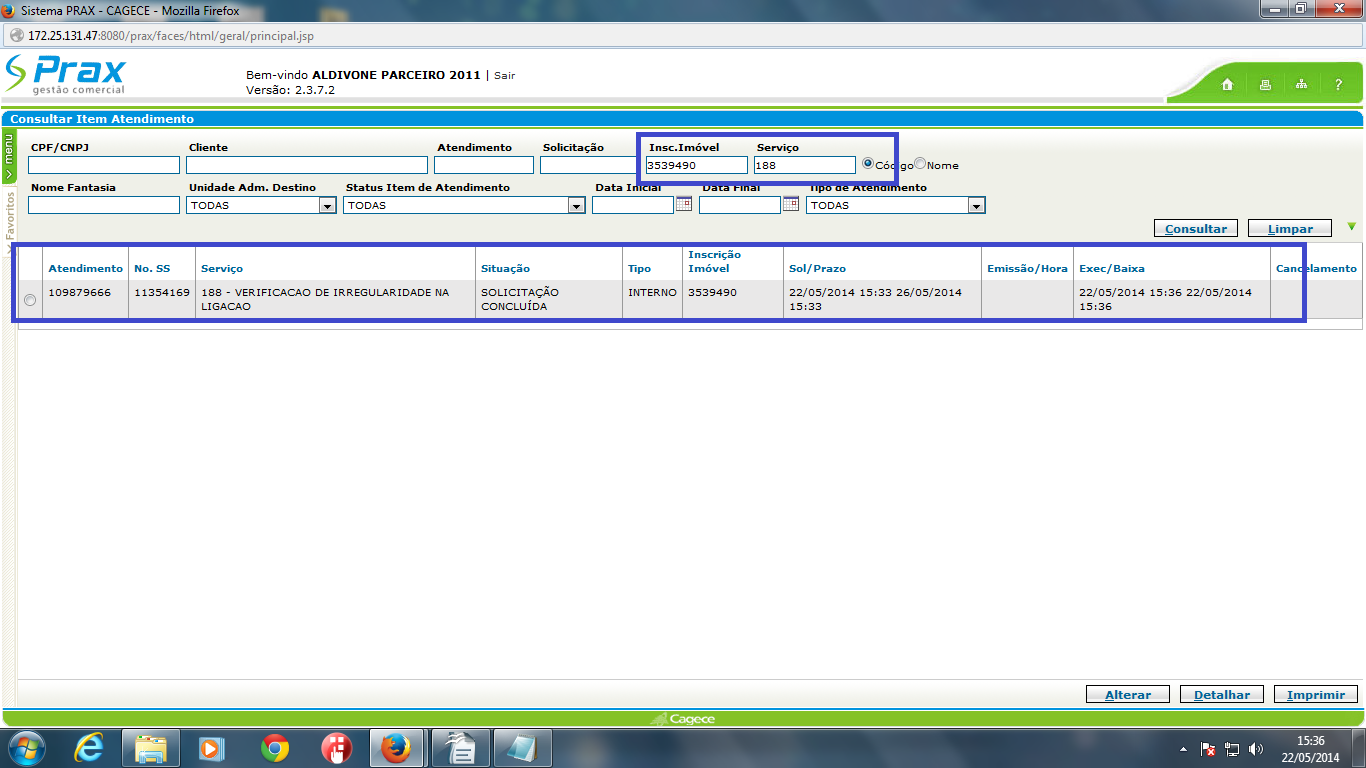 Sistema PRAX - CAGECE - Mozilla Firefox
172.25.131.47:8080/prax/faces/html/geral/principal.jsp
Prax
gestão comercial
Bem-vindo ALDIVONE PARCEIRO 2011 | Sair
Versão: 2.3.7.2
?
Consultar Item Atendimento
menu
Favoritos
CPF/CNPJ Cliente Atendimento Solicitação Insc.Imóvel Serviço
3539490 188 Código Nome
Nome Fantasia Unidade Adm. Destino Status Item de Atendimento Data Inicial Data Final Tipo de Atendimento
TODAS TODAS TODAS
Consultar Limpar
Atendimento No. SS Serviço Situação Tipo Inscrição Imóvel Sol/Prazo Emissão/Hora Exec/Baixa Cancelamento
109879666 11354169 188 - VERIFICACAO DE IRREGULARIDADE NA SOLICITAÇÃO INTERNO 3539490 22/05/2014 15:33 26/05/2014 22/05/2014 15:36 22/05/2014
LIGACAO CONCLUÍDA 15:33 15:36
Alterar Detalhar Imprimir
Cagece
15:36
22/05/2014